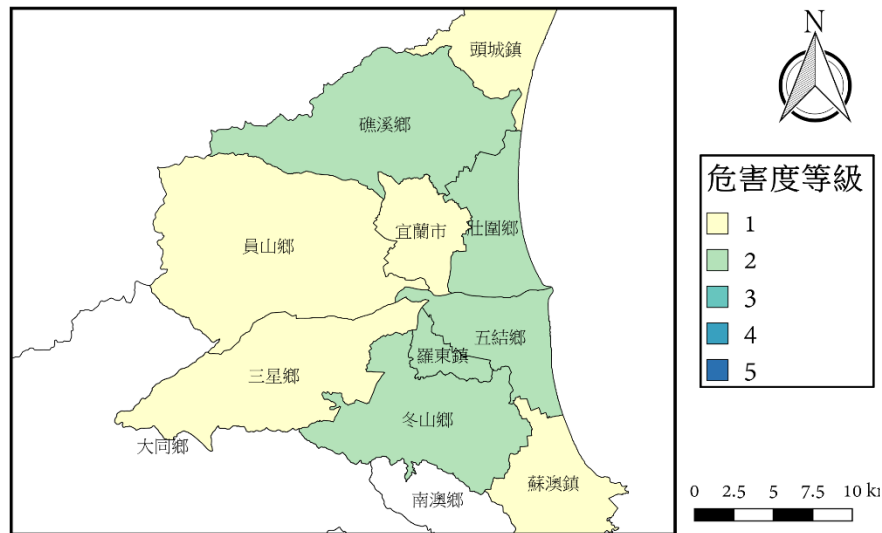 頭城鎮
礁溪鄉
宜蘭市
壯圍鄉
員山鄉
五結鄉
羅東鎮
三星鄉
冬山鄉
大同鄉
南澳鄉
蘇澳鎮
N
危害度等級
1
2
3
4
5
0 2.5 5 7.5 10 km